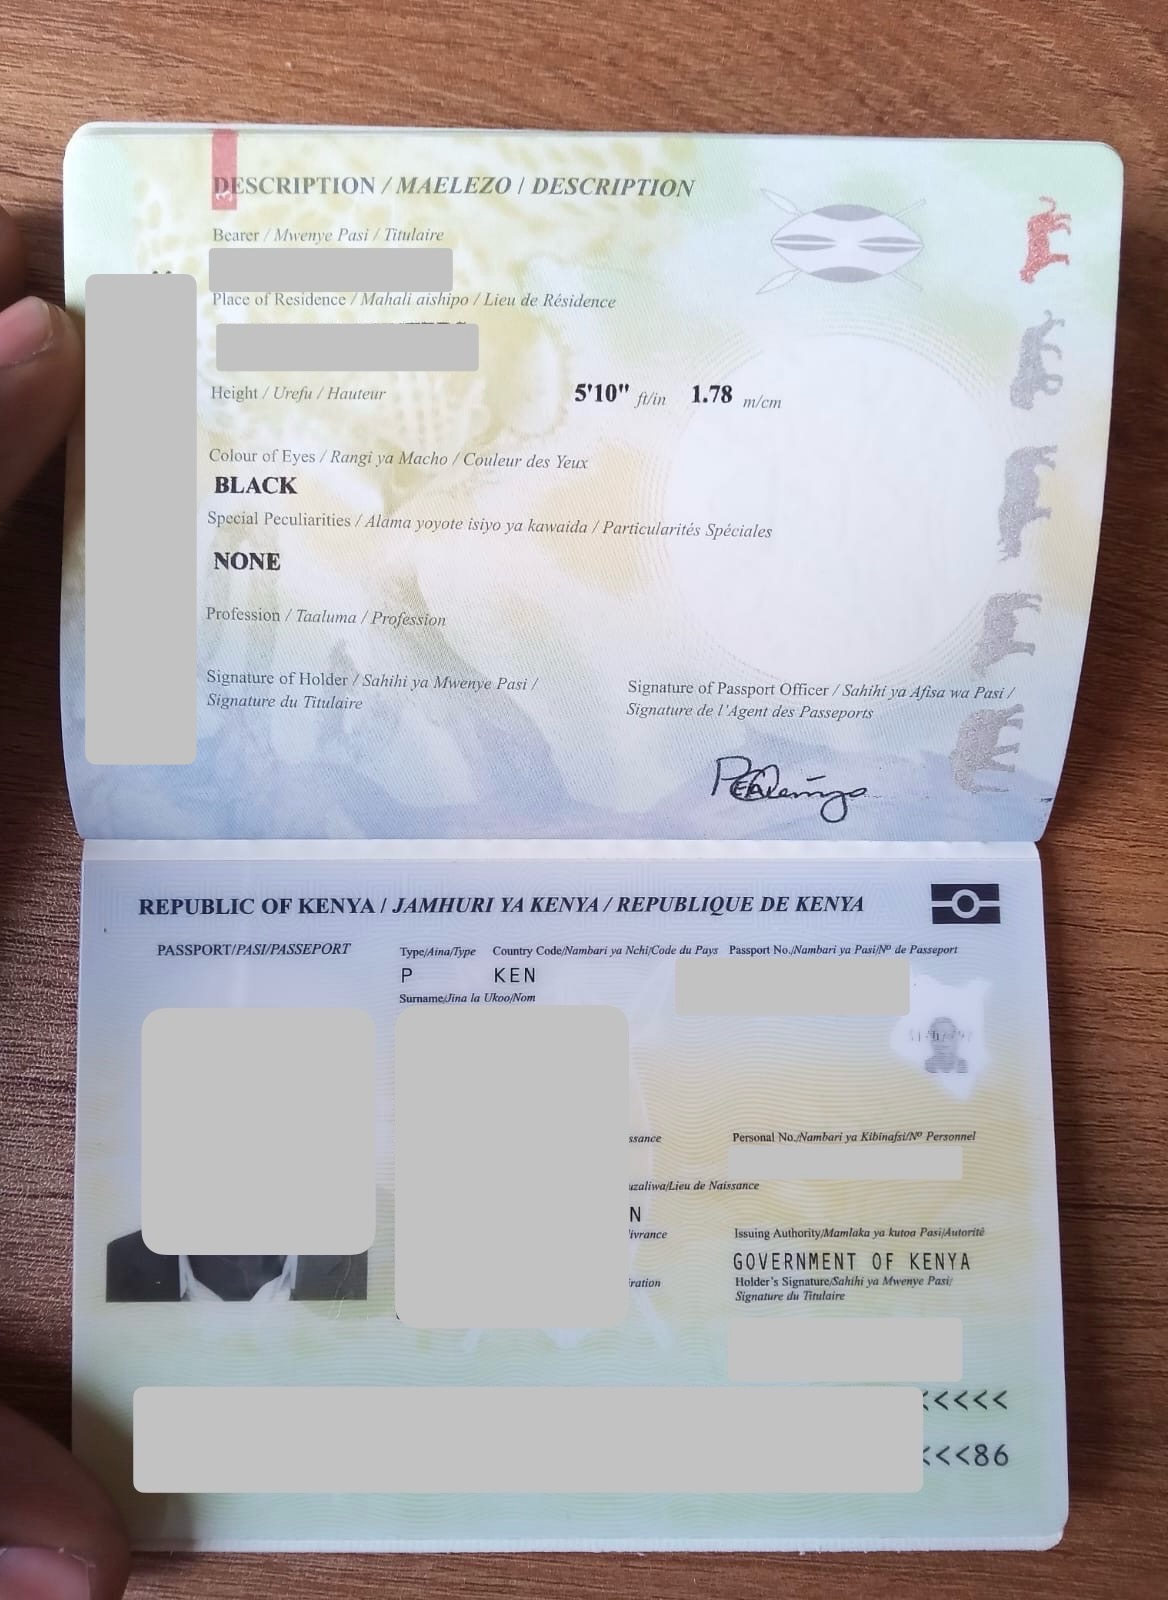 DESCRIPTION / MAELEZO / DESCRIPTION
Bearer / Mwenye Pasi / Titulaire
Place of Residence / Mahali aishipo / Lieu de Résidence
Height / Urefu / Hauteur 5'10" ft/in 1.78 m/cm
Colour of Eyes / Rangi ya Macho / Couleur des Yeux
BLACK
Special Peculiarities / Alama yoyote isiyo ya kawaida / Particularités Spéciales
NONE
Profession / Taaluma / Profession
Signature of Holder / Sahihi ya Mwenye Pasi /
Signature du Titulaire
Signature of Passport Officer / Sahihi ya Afisa wa Pasi /
Signature de l'Agent des Passeports
REPUBLIC OF KENYA / JAMHURI YA KENYA / REPUBLIQUE DE KENYA
PASSPORT/PASI/PASSEPORT
Type/Aina/Type Country Code/Nambari ya Nchi/Code du Pays Passport No./Nambari ya Pasi/Nº de Passeport
P KEN
Surname/Jina la Ukoo/Nom
ssance Personal No./Nambari ya Kibinafsi/Nº Personnel
uzaliwa/Lieu de Naissance
N
ivrance Issuing Authority/Mamlaka ya kutoa Pasi/Autorité
GOVERNMENT OF KENYA
ration Holder's Signature/Sahihi ya Mwenye Pasi/
Signature du Titulaire
<<<<<
<<<86